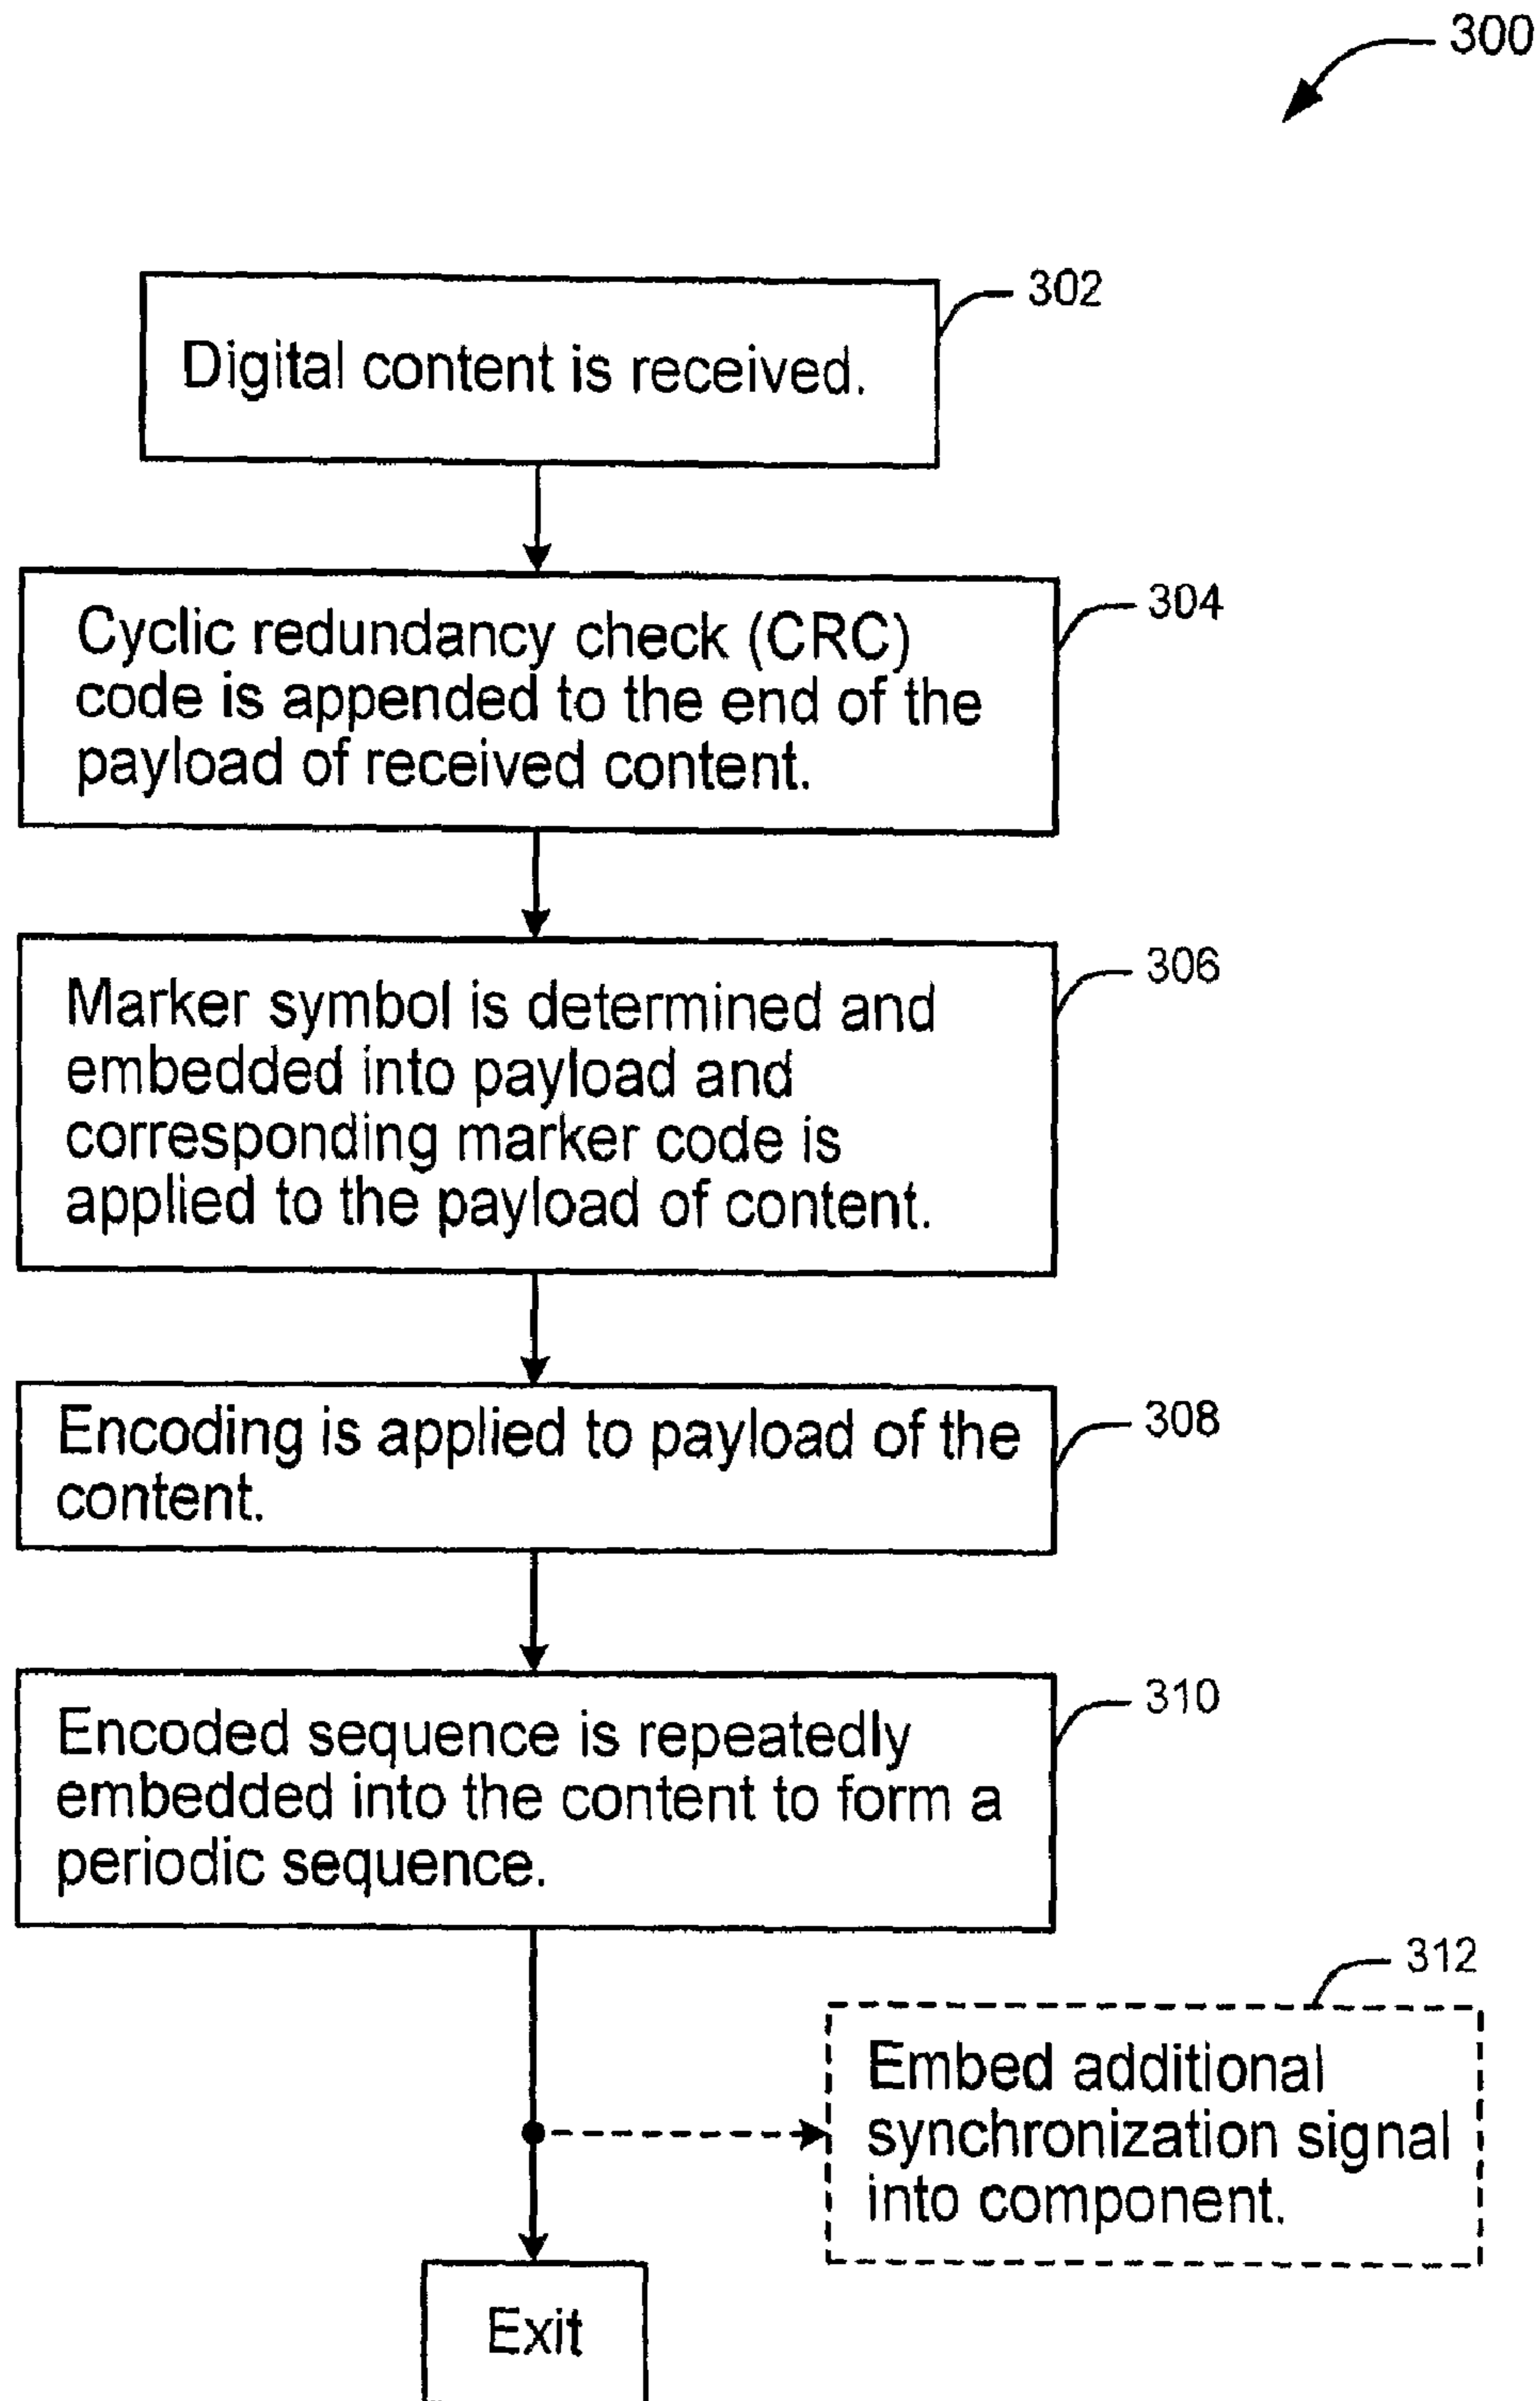 300
302
Digital content is received.
304
Cyclic redundancy check (CRC)
code is appended to the end of the
payload of received content.
306
Marker symbol is determined and
embedded into payload and
corresponding marker code is
applied to the payload of content.
308
Encoding is applied to payload of the
content.
310
Encoded sequence is repeatedly
embedded into the content to form a
periodic sequence.
312
Embed additional
synchronization signal
into component.
Exit